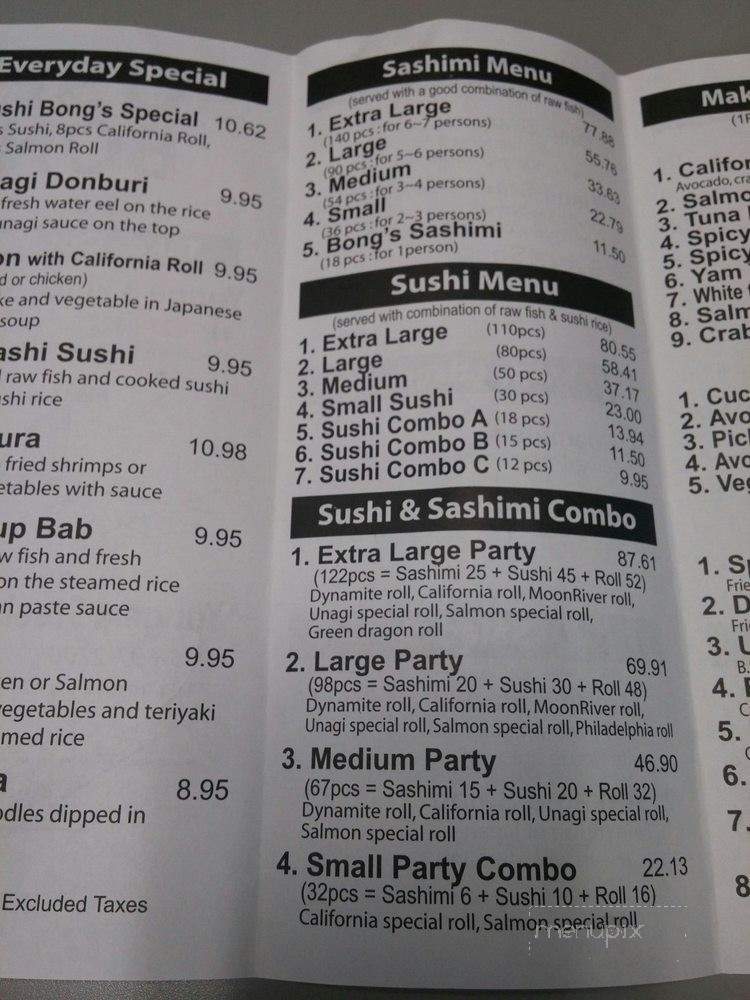 Everyday Special
shi Bong's Special 10.62
s Sushi, 8pcs California Roll,
Salmon Roll
agi Donburi 9.95
fresh water eel on the rice
unagi sauce on the top
on with California Roll 9.95
d or chicken)
ke and vegetable in Japanese
soup
ashi Sushi 9.95
raw fish and cooked sushi
shi rice
ura 10.98
fried shrimps or
etables with sauce
up Bab 9.95
w fish and fresh
on the steamed rice
an paste sauce
9.95
en or Salmon
vegetables and teriyaki
med rice
a 8.95
odles dipped in
Excluded Taxes
Sashimi Menu
(served with a good combination of raw fish)
1. Extra Large 77.88
(140 pcs : for 6~7 persons)
2. Large 55.76
(90 pcs : for 5~6 persons)
3. Medium 33.63
(54 pcs : for 3~4 persons)
4. Small 22.79
(36 pcs : for 2~3 persons)
5. Bong's Sashimi 11.50
(18 pcs : for 1person)
Sushi Menu
(served with combination of raw fish & sushi rice)
1. Extra Large (110pcs) 80.55
2. Large (80pcs) 58.41
3. Medium (50 pcs) 37.17
4. Small Sushi (30 pcs) 23.00
5. Sushi Combo A (18 pcs) 13.94
6. Sushi Combo B (15 pcs) 11.50
7. Sushi Combo C (12 pcs) 9.95
Sushi & Sashimi Combo
1. Extra Large Party 87.61
(122pcs = Sashimi 25 + Sushi 45 + Roll 52)
Dynamite roll, California roll, MoonRiver roll,
Unagi special roll, Salmon special roll,
Green dragon roll
2. Large Party 69.91
(98pcs = Sashimi 20 + Sushi 30 + Roll 48)
Dynamite roll, California roll, MoonRiver roll,
Unagi special roll, Salmon special roll, Philadelphia roll
3. Medium Party 46.90
(67pcs = Sashimi 15 + Sushi 20 + Roll 32)
Dynamite roll, California roll, Unagi special roll,
Salmon special roll
4. Small Party Combo 22.13
(32pcs = Sashimi 6 + Sushi 10 + Roll 16)
California special roll, Salmon special roll
menupix
Mak
(1
1. Califor
Avocado, cra
2. Salmo
3. Tuna
4. Spicy
5. Spicy
6. Yam
7. White
8. Salm
9. Crab
1. Cuc
2. Avo
3. Pic
4. Avo
5. Veg
1. Sp
Frie
2. D
Fri
3. U
B.
4.
C
5.
6.
7.
8